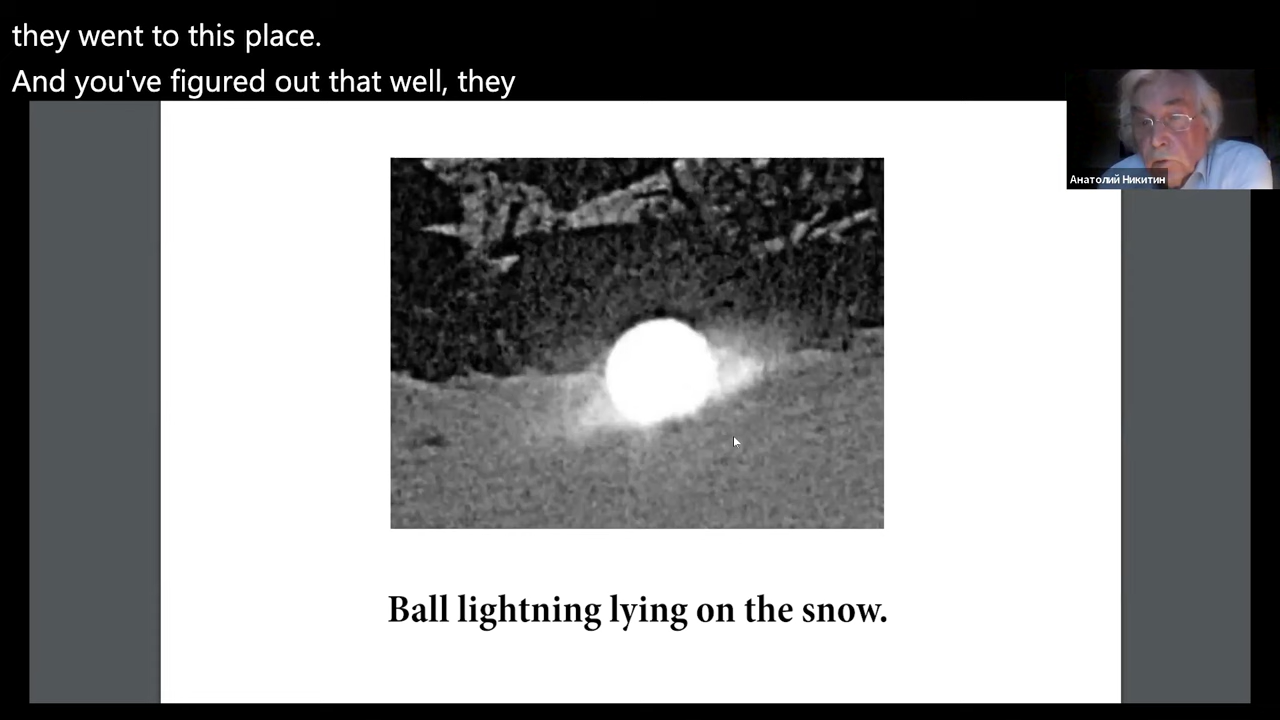 they went to this place.
And you've figured out that well, they
Анатолий Никитин
Ball lightning lying on the snow.